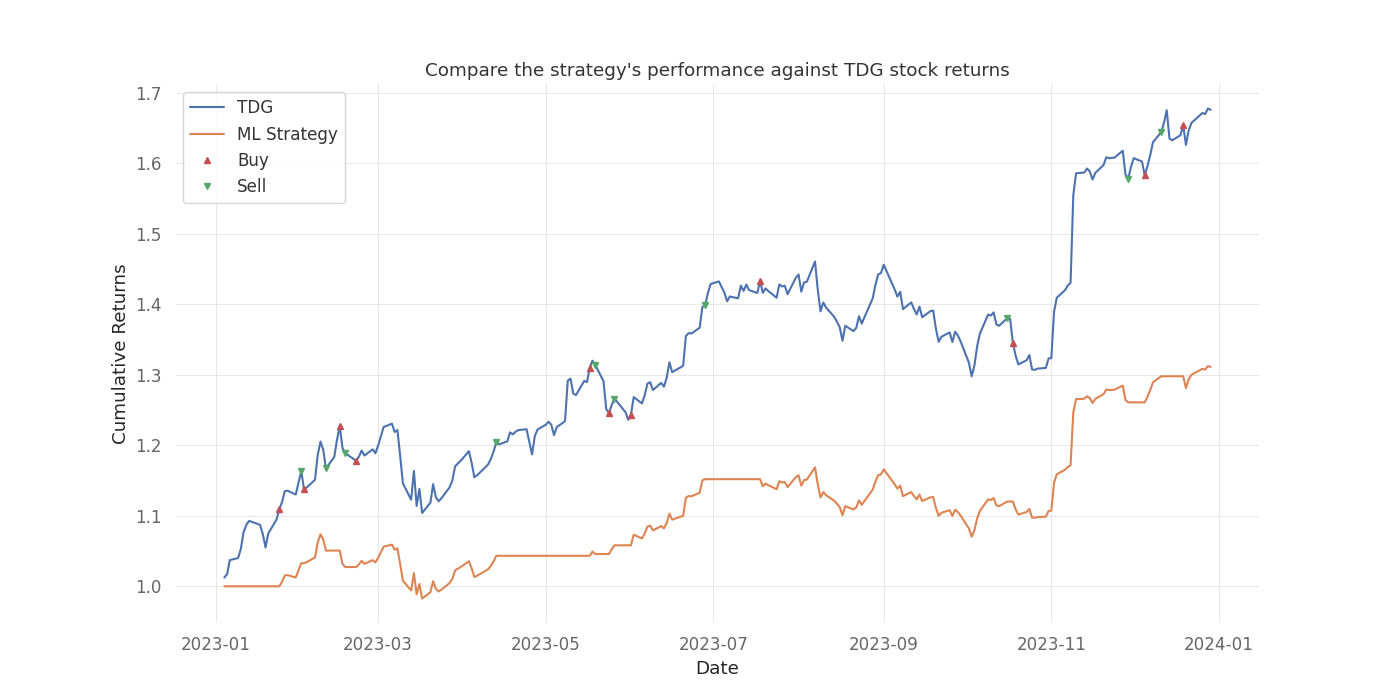 Compare the strategy's performance against TDG stock returns
1.7
1.6
1.5
1.4
1.3
1.2
1.1
1.0
Cumulative Returns
TDG
ML Strategy
Buy
Sell
2023-01 2023-03 2023-05 2023-07 2023-09 2023-11 2024-01
Date